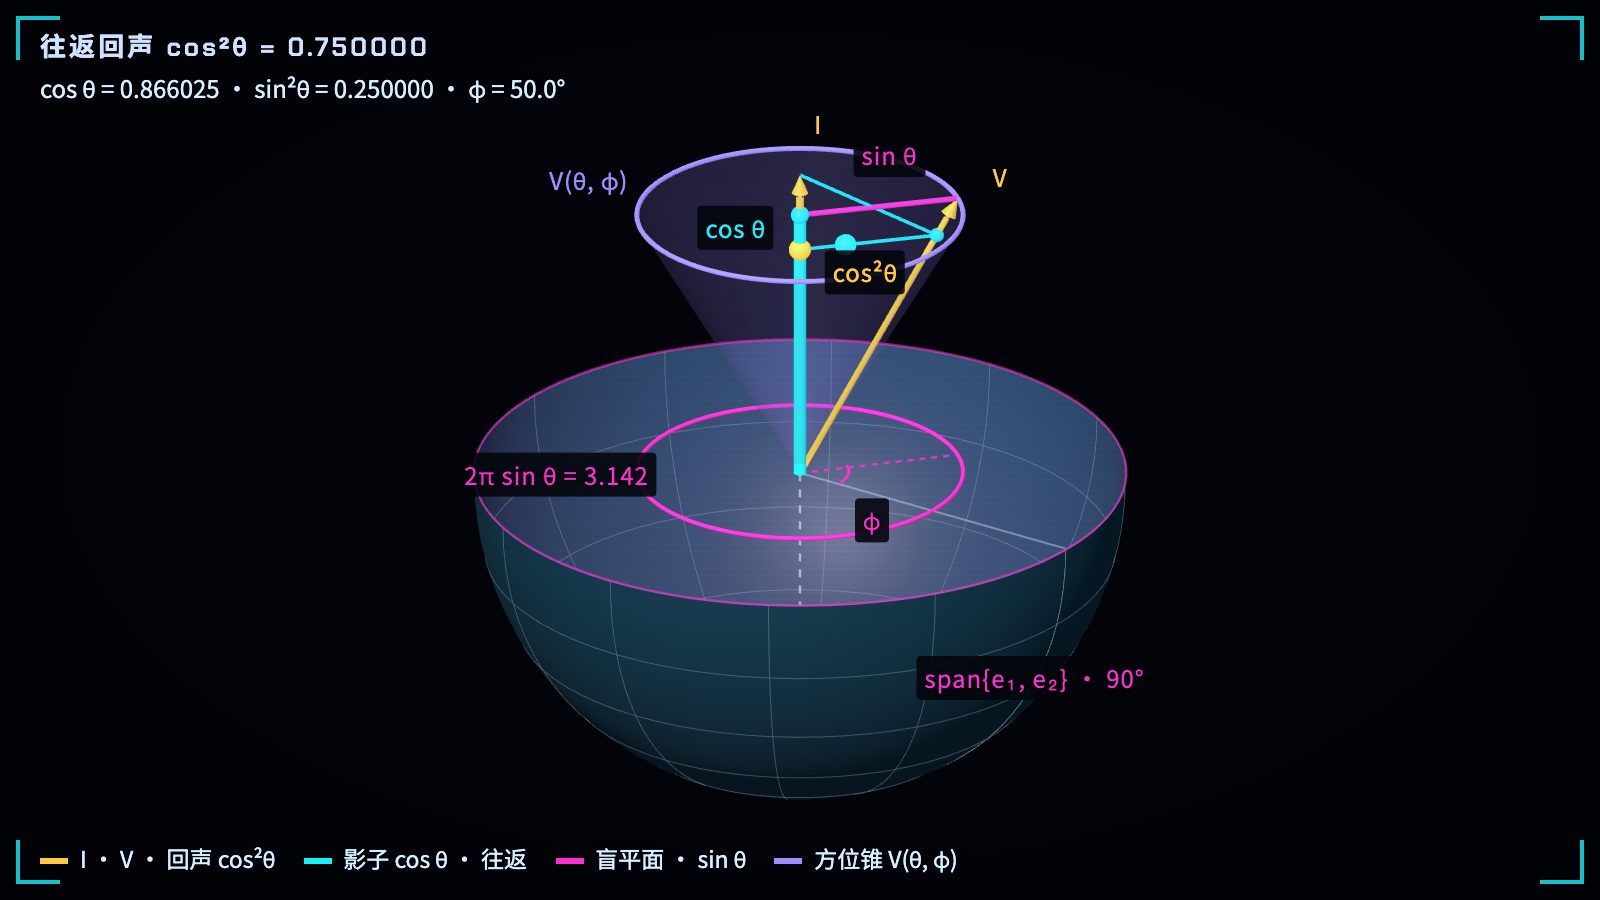 往返回声 cos²θ = 0.750000
cos θ = 0.866025 · sin²θ = 0.250000 · ϕ = 50.0°
I
sin θ
V(θ, ϕ)
V
cos θ
cos²θ
2π sin θ = 3.142
ϕ
span{e₁, e₂} · 90°
I · V · 回声 cos²θ 影子 cos θ · 往返 盲平面 · sin θ 方位锥 V(θ, ϕ)